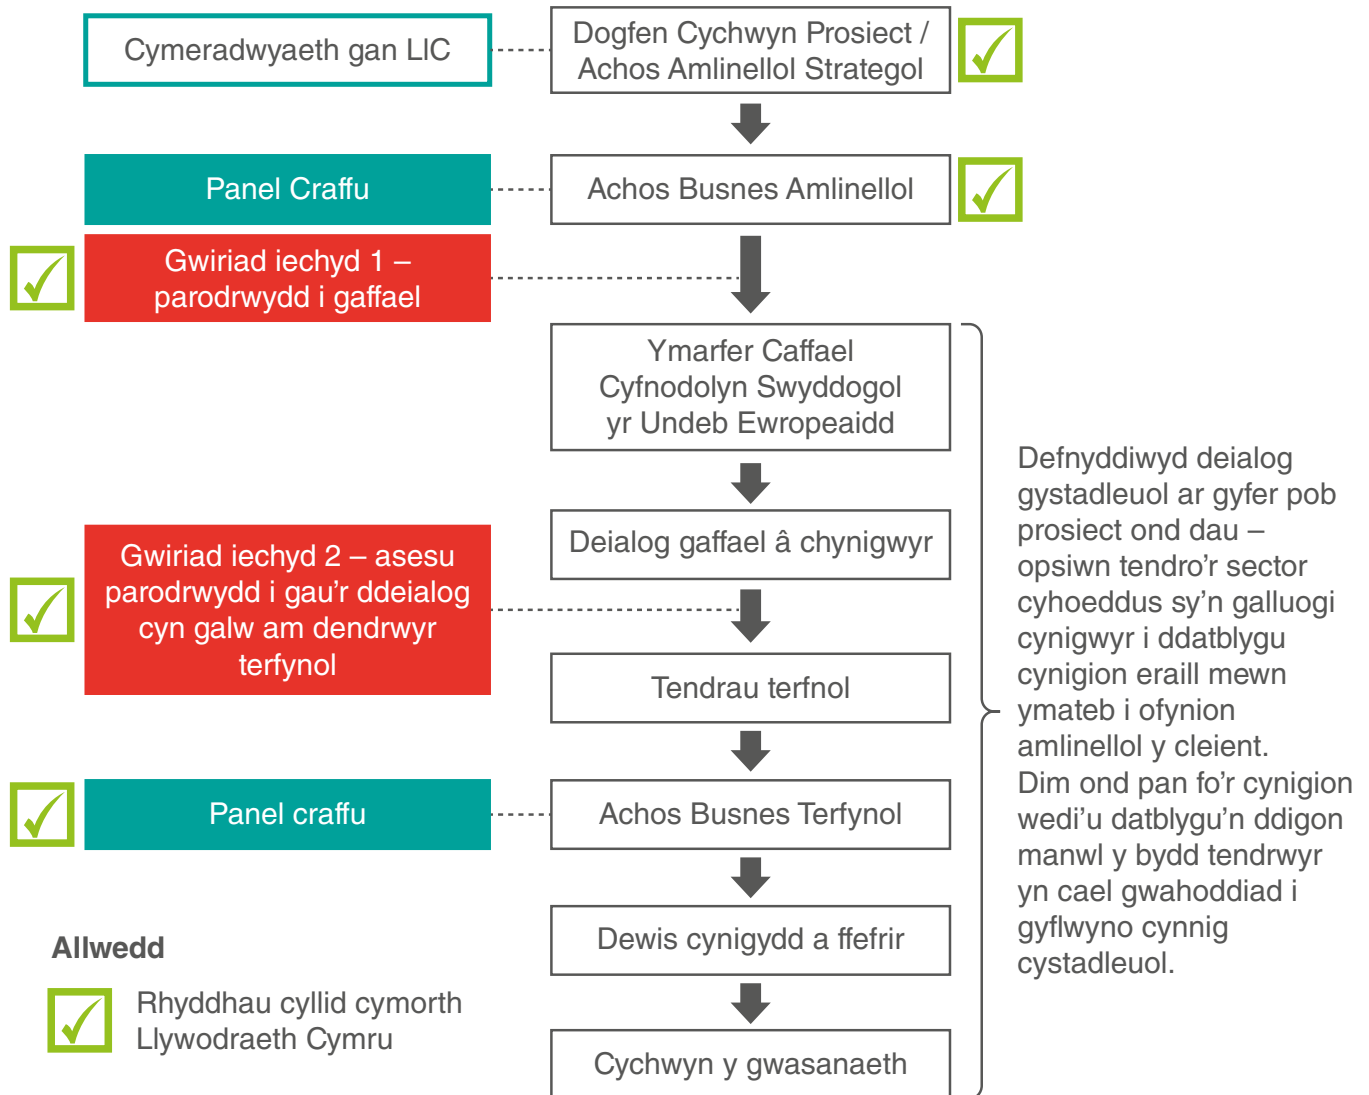 Cymeradwyaeth gan LlC
Dogfen Cychwyn Prosiect /
Achos Amlinellol Strategol
Panel Craffu
Achos Busnes Amlinellol
Gwiriad iechyd 1 –
parodrwydd i gaffael
Ymarfer Caffael
Cyfnodolyn Swyddogol
yr Undeb Ewropeaidd
Deialog gaffael â chynigwyr
Gwiriad iechyd 2 – asesu
parodrwydd i gau'r ddeialog
cyn galw am dendrwyr
terfynol
Tendrau terfnol
Panel craffu
Achos Busnes Terfynol
Dewis cynigydd a ffefrir
Cychwyn y gwasanaeth
Defnyddiwyd deialog
gystadleuol ar gyfer pob
prosiect ond dau –
opsiwn tendro'r sector
cyhoeddus sy'n galluogi
cynigwyr i ddatblygu
cynigion eraill mewn
ymateb i ofynion
amlinellol y cleient.
Dim ond pan fo'r cynigion
wedi'u datblygu'n ddigon
manwl y bydd tendrwyr
yn cael gwahoddiad i
gyflwyno cynnig
cystadleuol.
Allwedd
Rhyddhau cyllid cymorth
Llywodraeth Cymru